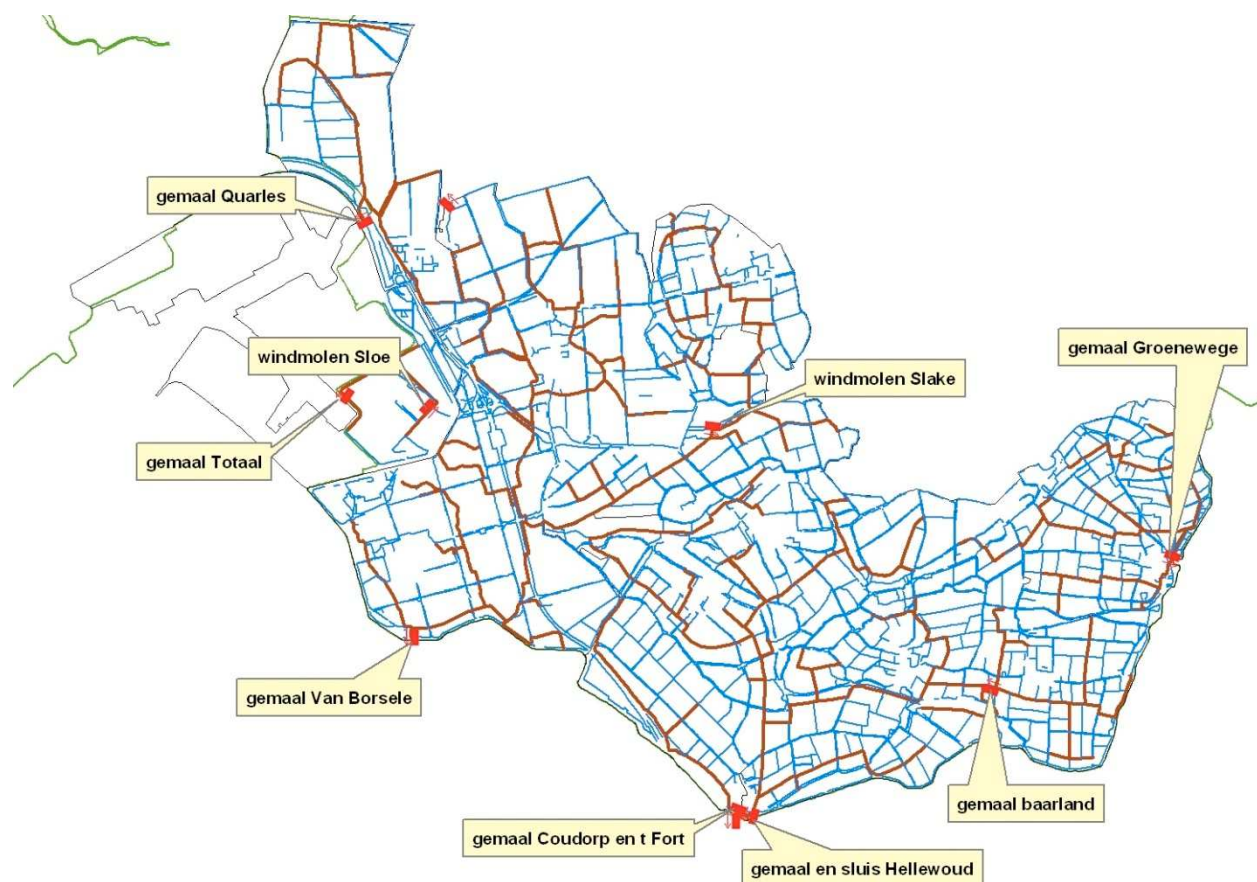 gemaal Quarles
windmolen Sloe
gemaal Groenewege
windmolen Slake
gemaal Totaal
gemaal Van Borsele
gemaal baarland
gemaal Coudorp en t Fort
gemaal en sluis Hellewoud